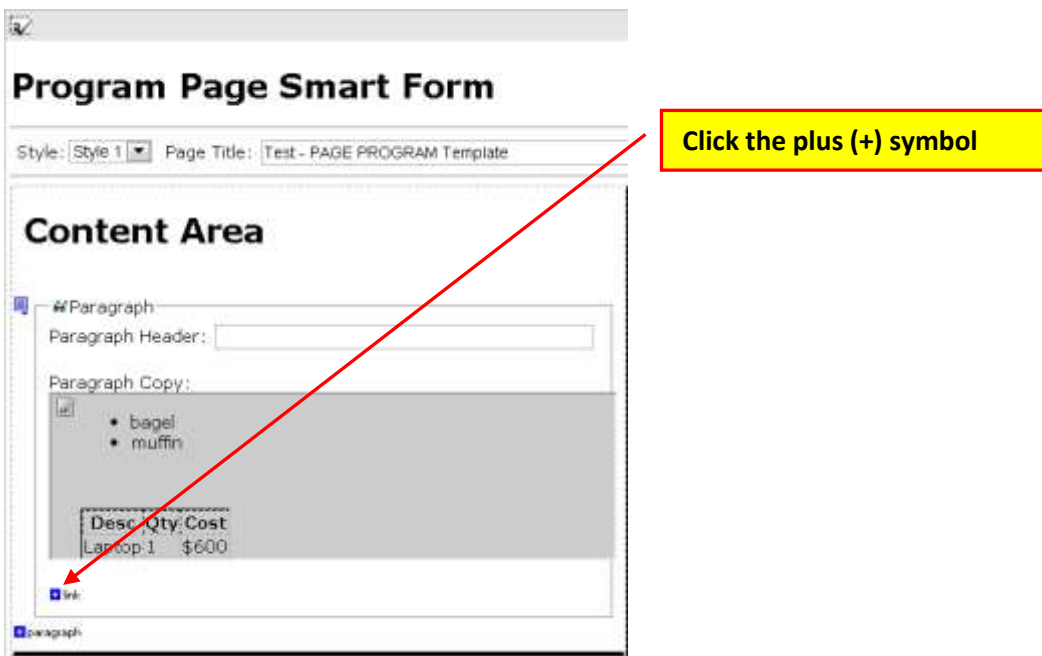 Program Page Smart Form
Click the plus (+) symbol
Style: Style 1 Page Title: Test - PAGE PROGRAM Template
Content Area
Paragraph
Paragraph Header:
Paragraph Copy:
• bagel
• muffin
Desc Qty Cost
Laptop 1 $600
link
paragraph